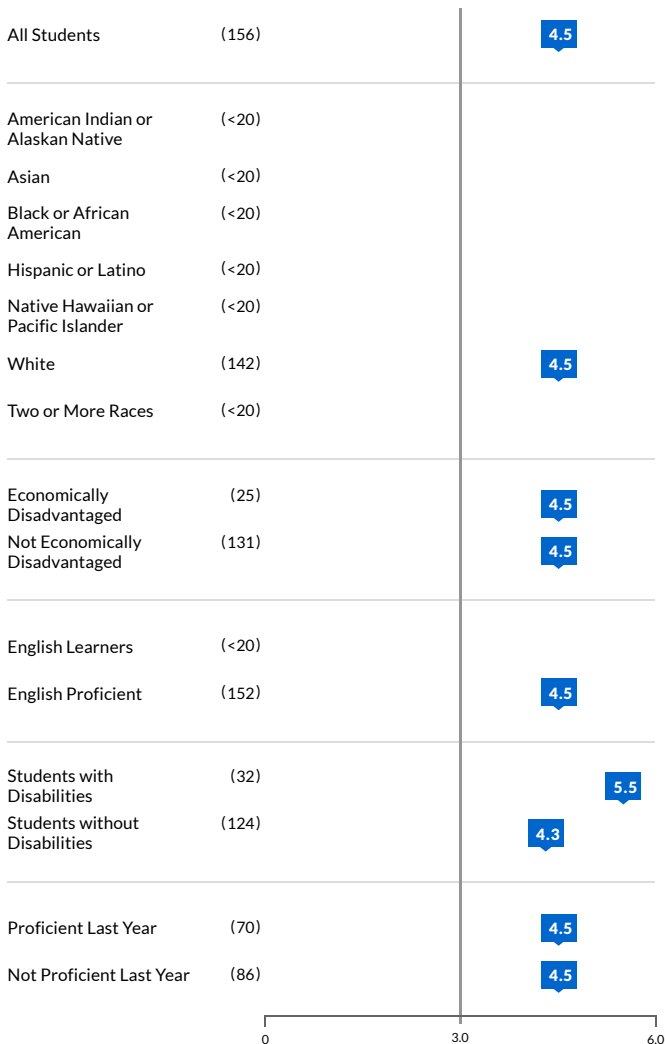 All Students (156) 4.5
American Indian or (<20)
Alaskan Native
Asian (<20)
Black or African (<20)
American
Hispanic or Latino (<20)
Native Hawaiian or (<20)
Pacific Islander
White (142) 4.5
Two or More Races (<20)
Economically (25) 4.5
Disadvantaged
Not Economically (131) 4.5
Disadvantaged
English Learners (<20)
English Proficient (152) 4.5
Students with (32) 5.5
Disabilities
Students without (124) 4.3
Disabilities
Proficient Last Year (70) 4.5
Not Proficient Last Year (86) 4.5
0 3.0 6.0